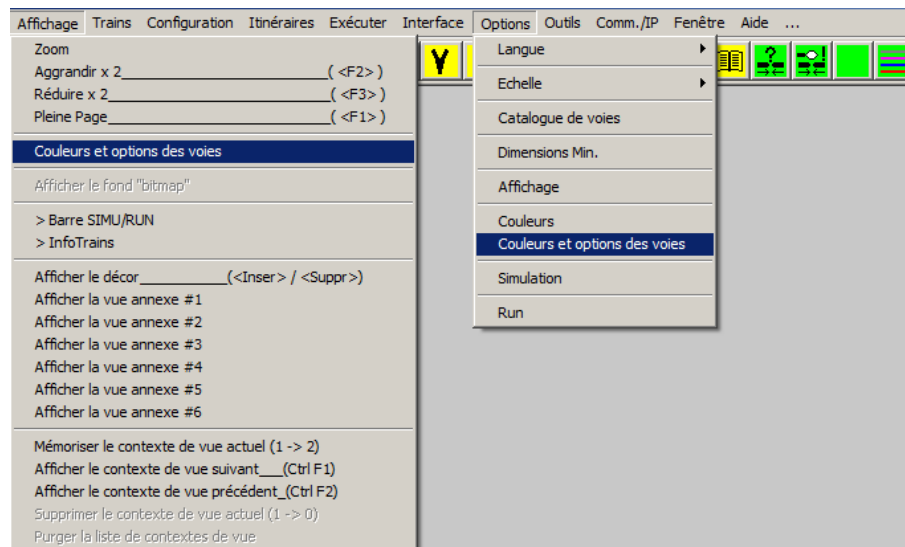 Affichage Trains Configuration Itinéraires Exécuter Interface Options Outils Comm./IP Fenêtre Aide ...
Zoom
Aggrandir x 2____________________( <F2> )
Réduire x 2______________________( <F3> )
Pleine Page______________________( <F1> )
Couleurs et options des voies
Afficher le fond "bitmap"
> Barre SIMU/RUN
> InfoTrains
Afficher le décor__________(<Inser> / <Suppr>)
Afficher la vue annexe #1
Afficher la vue annexe #2
Afficher la vue annexe #3
Afficher la vue annexe #4
Afficher la vue annexe #5
Afficher la vue annexe #6
Mémoriser le contexte de vue actuel (1 -> 2)
Afficher le contexte de vue suivant___(Ctrl F1)
Afficher le contexte de vue précédent_(Ctrl F2)
Supprimer le contexte de vue actuel (1 -> 0)
Purger la liste de contextes de vue
Langue
Echelle
Catalogue de voies
Dimensions Min.
Affichage
Couleurs
Couleurs et options des voies
Simulation
Run